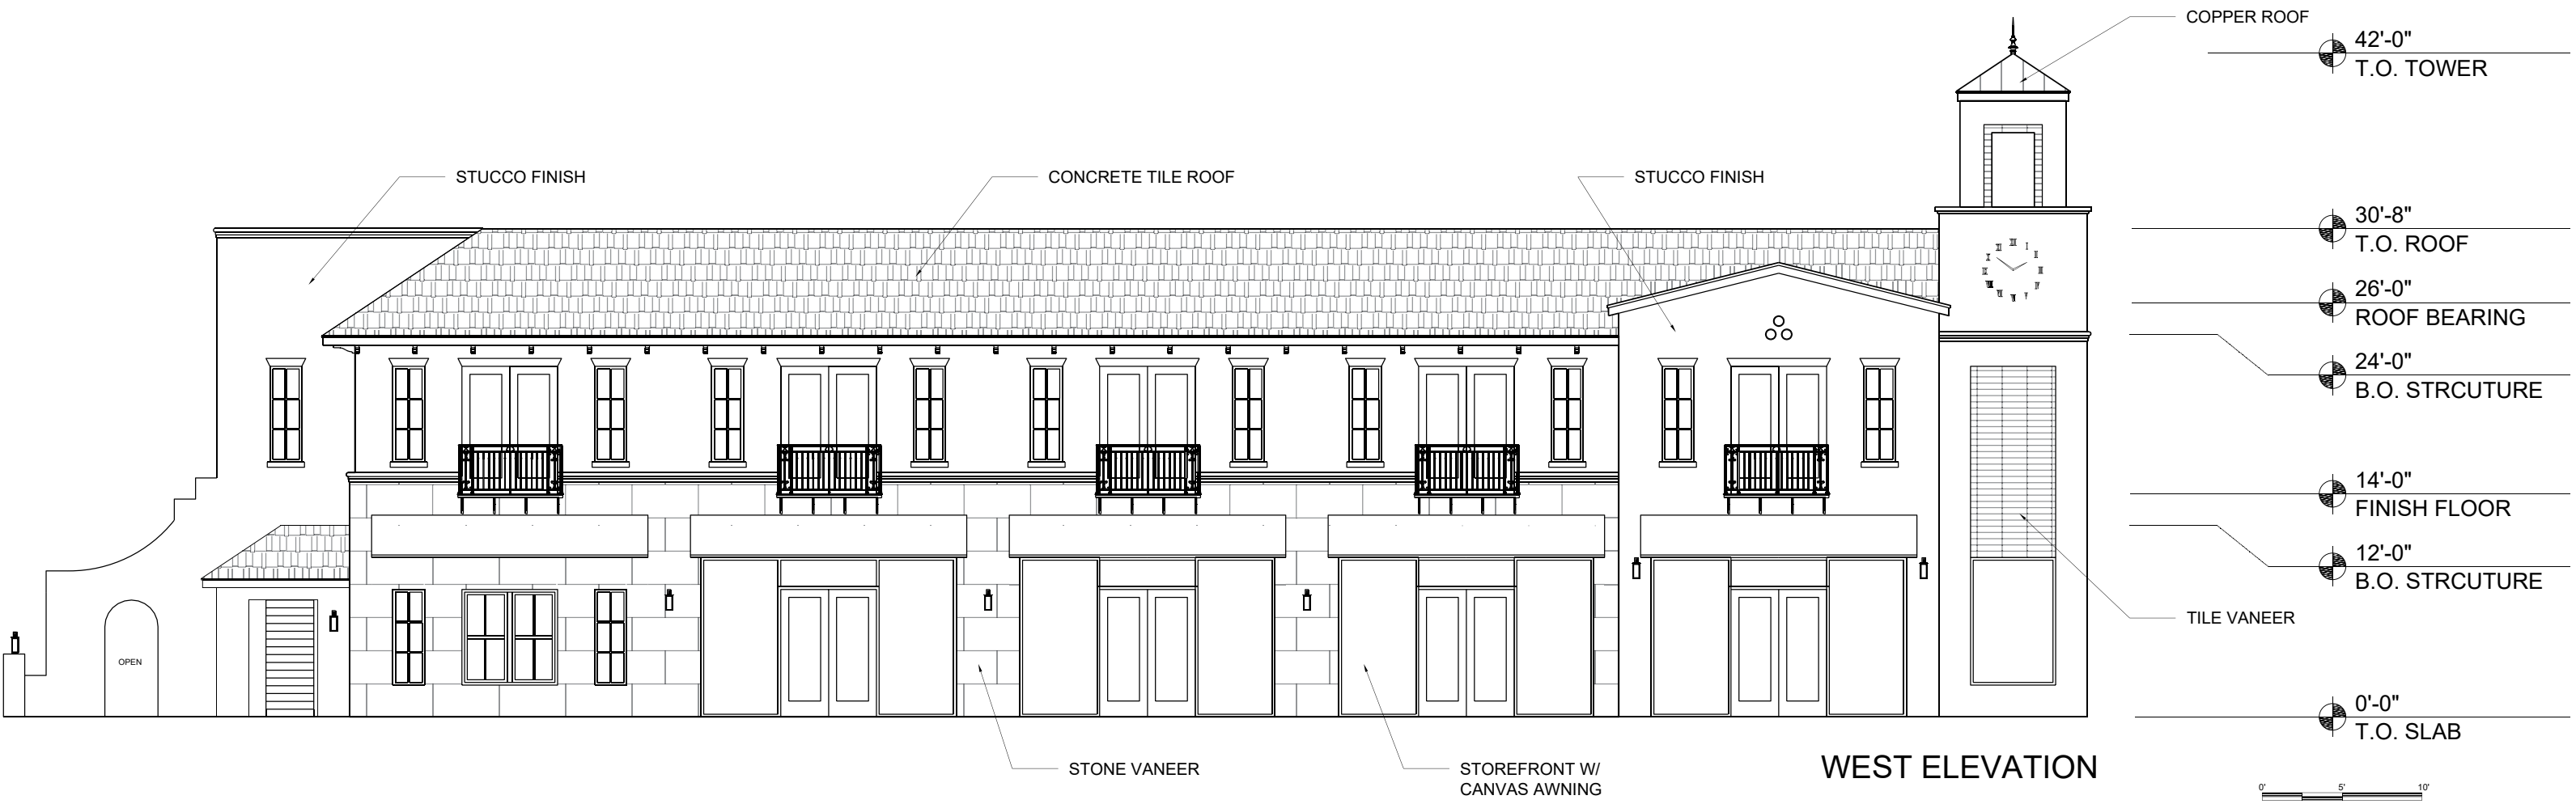 COPPER ROOF
42'-0"
T.O. TOWER
STUCCO FINISH
CONCRETE TILE ROOF
STUCCO FINISH
30'-8"
T.O. ROOF
26'-0"
ROOF BEARING
24'-0"
B.O. STRCUTURE
14'-0"
FINISH FLOOR
12'-0"
B.O. STRCUTURE
TILE VANEER
OPEN
0'-0"
T.O. SLAB
STONE VANEER
STOREFRONT W/
CANVAS AWNING
WEST ELEVATION
0' 5' 10'